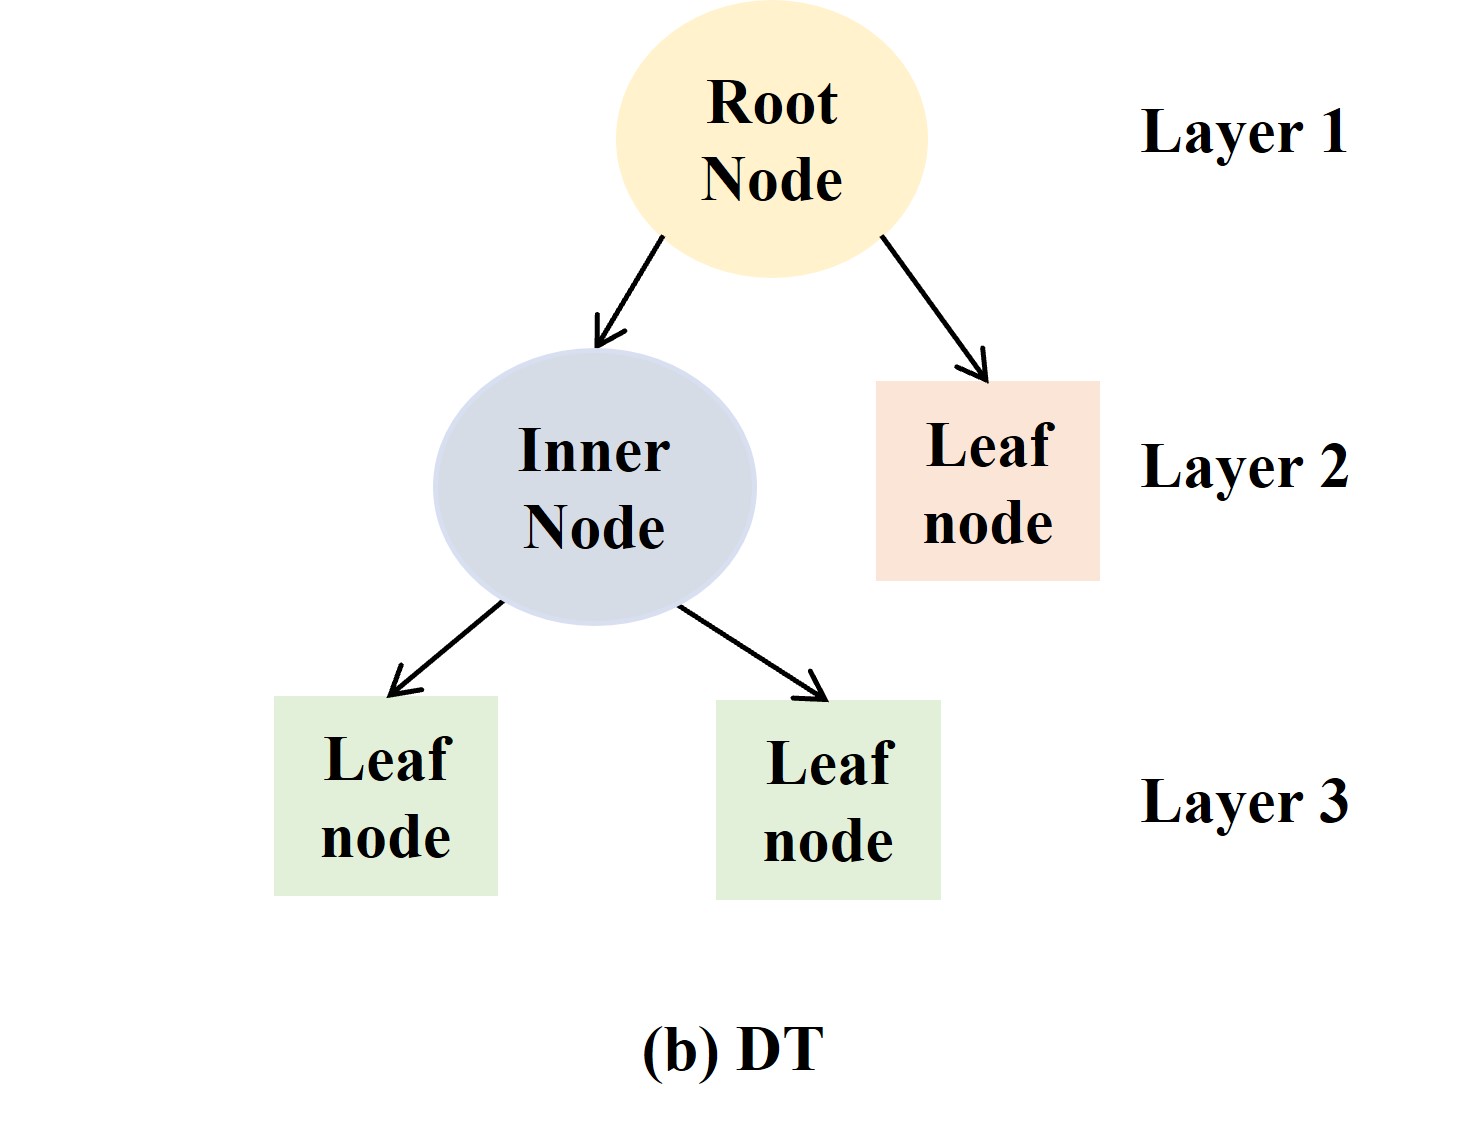 Root
Node
Layer 1
Inner
Node
Leaf
node
Layer 2
Leaf
node
Leaf
node
Layer 3
(b) DT